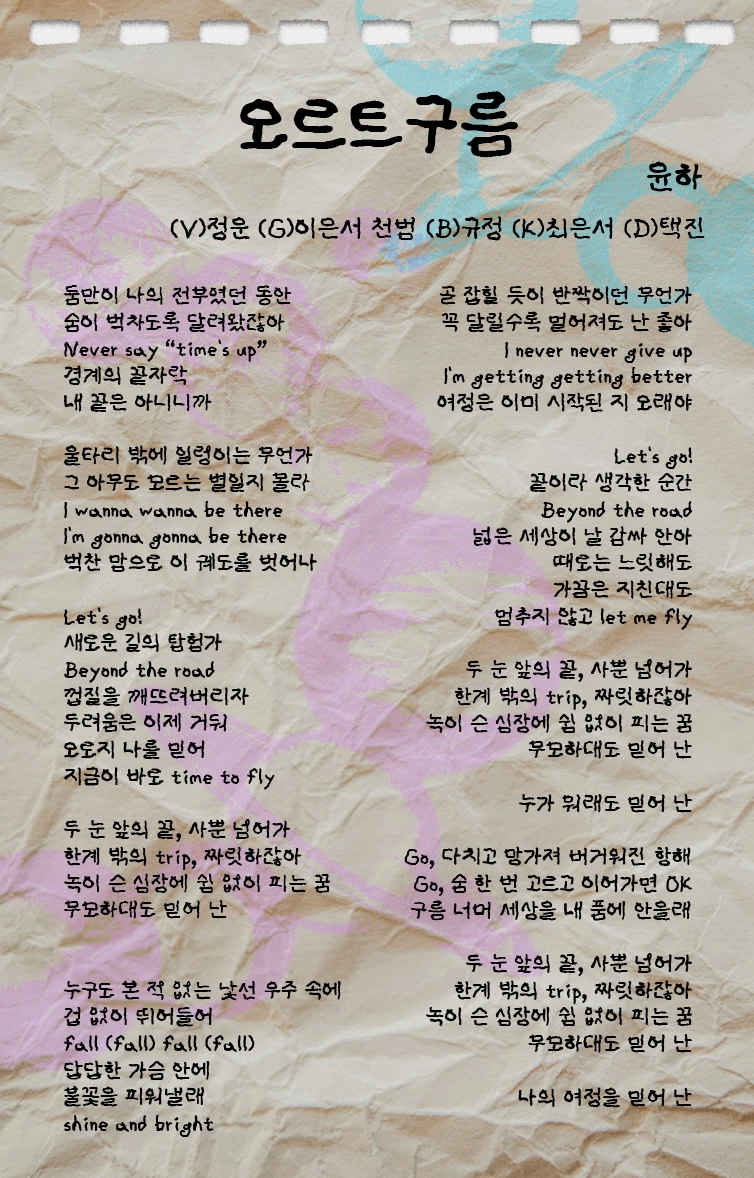 오르트구름
윤하
(V)정운 (G)이은서 천범 (B)규정 (K)최은서 (D)택진
둠만이 나의 전부였던 동안
숨이 벅차도록 달려왔잖아
Never say “time's up”
경계의 끝자락
내 끝은 아니니까
울타리 밖에 일렁이는 무언가
그 아무도 모르는 별일지 몰라
I wanna wanna be there
I'm gonna gonna be there
벅찬 맘으로 이 궤도를 벗어나
Let's go!
새로운 길의 탐험가
Beyond the road
껍질을 깨뜨려버리자
두려움은 이제 거둬
오로지 나를 믿어
지금이 바로 time to fly
두 눈 앞의 끝, 사뿐 넘어가
한계 밖의 trip, 짜릿하잖아
녹이 슨 심장에 쉼 없이 피는 꿈
무모하대도 믿어 난
누구도 본 적 없는 낯선 우주 속에
겁 없이 뛰어들어
fall (fall) fall (fall)
답답한 가슴 안에
불꽃을 피워낼래
shine and bright
곧 잡힐 듯이 반짝이던 무언가
꼭 달릴수록 멀어져도 난 좋아
I never never give up
I'm getting getting better
여정은 이미 시작된 지 오래야
Let's go!
끝이라 생각한 순간
Beyond the road
넓은 세상이 날 감싸 안아
때로는 느릿해도
가끔은 지친대도
멈추지 않고 let me fly
두 눈 앞의 끝, 사뿐 넘어가
한계 밖의 trip, 짜릿하잖아
녹이 슨 심장에 쉼 없이 피는 꿈
무모하대도 믿어 난
누가 뭐래도 믿어 난
Go, 다치고 망가져 버거워진 항해
Go, 숨 한 번 고르고 이어가면 OK
구름 너머 세상을 내 품에 안을래
두 눈 앞의 끝, 사뿐 넘어가
한계 밖의 trip, 짜릿하잖아
녹이 슨 심장에 쉼 없이 피는 꿈
무모하대도 믿어 난
나의 여정을 믿어 난